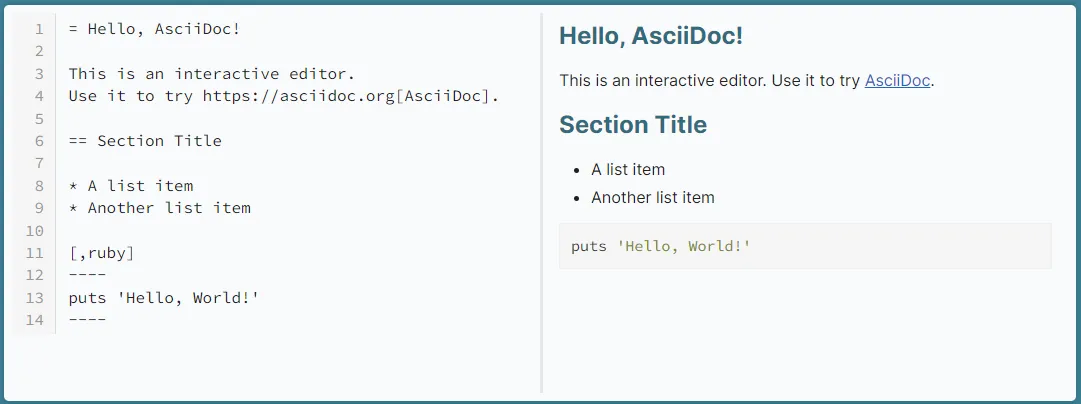 1 = Hello, AsciiDoc!
2
3 This is an interactive editor.
4 Use it to try https://asciidoc.org[AsciiDoc].
5
6 == Section Title
7
8 * A list item
9 * Another list item
10
11 [,ruby]
12 ----
13 puts 'Hello, World!'
14 ----
Hello, AsciiDoc!
This is an interactive editor. Use it to try AsciiDoc.
Section Title
• A list item
• Another list item
puts 'Hello, World!'